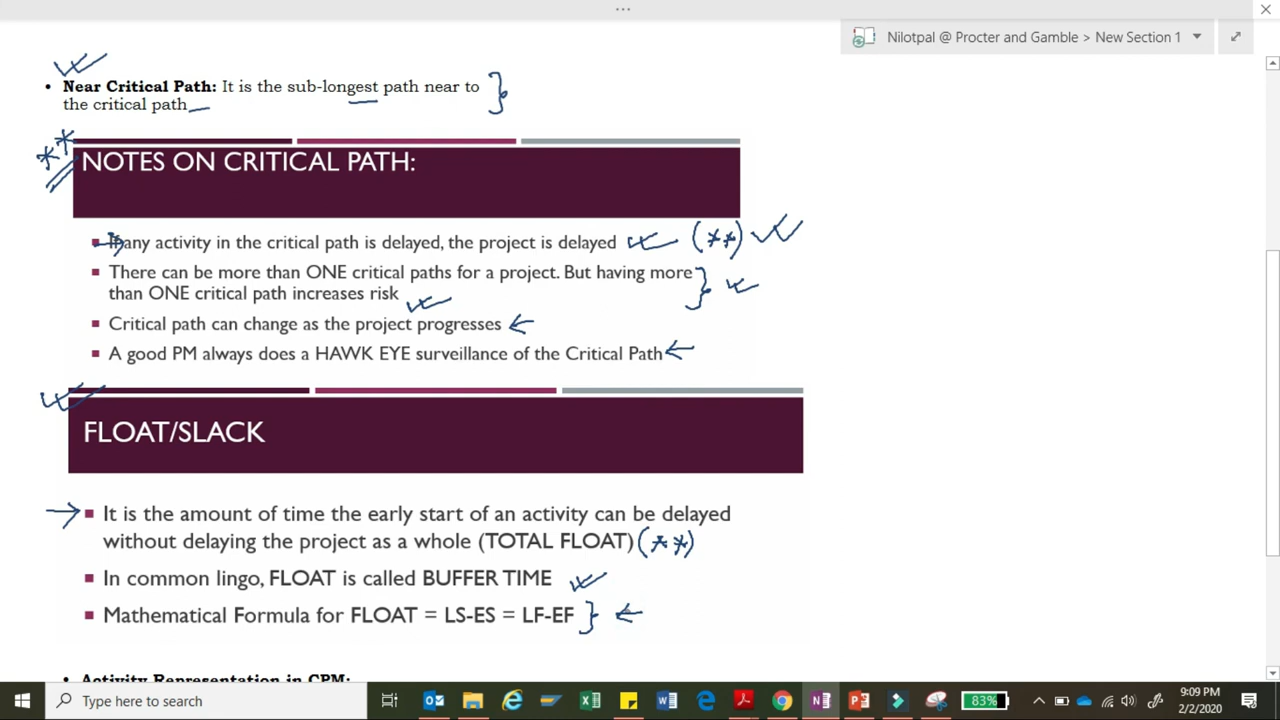 Nilotpal @ Procter and Gamble > New Section 1
• Near Critical Path: It is the sub-longest path near to
the critical path
NOTES ON CRITICAL PATH:
If any activity in the critical path is delayed, the project is delayed (**)
There can be more than ONE critical paths for a project. But having more
than ONE critical path increases risk
Critical path can change as the project progresses
A good PM always does a HAWK EYE surveillance of the Critical Path
FLOAT/SLACK
It is the amount of time the early start of an activity can be delayed
without delaying the project as a whole (TOTAL FLOAT) (**)
In common lingo, FLOAT is called BUFFER TIME
Mathematical Formula for FLOAT = LS-ES = LF-EF
• Activity Representation in CPM:
Type here to search
83%
9:09 PM
2/2/2020